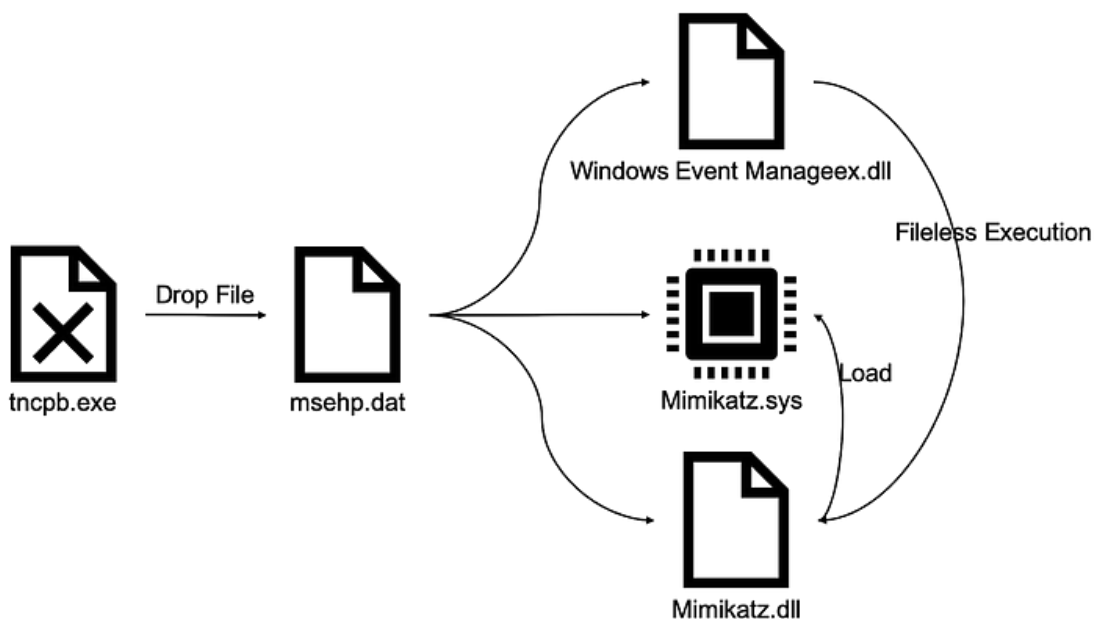 Windows Event Manageex.dll
Fileless Execution
Drop File
tncpb.exe
msehp.dat
Load
Mimikatz.sys
Mimikatz.dll